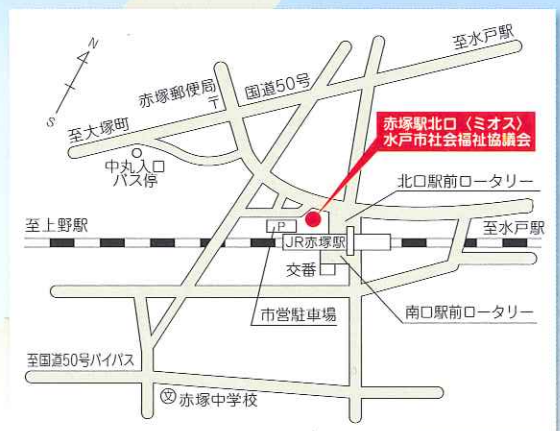 N
至水戸駅
赤塚郵便局
〒
国道50号
至大塚町
赤塚駅北口〈ミオス〉
水戸市社会福祉協議会
中丸入口
バス停
北口駅前ロータリー
S
至上野駅
P
至水戸駅
JR赤塚駅
交番
市営駐車場
南口駅前ロータリー
至国道50号バイパス
文
赤塚中学校